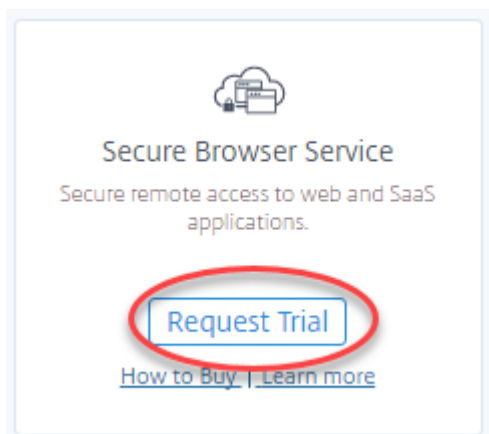 Secure Browser Service
Secure remote access to web and SaaS
applications.
Request Trial
How to Buy | Learn more